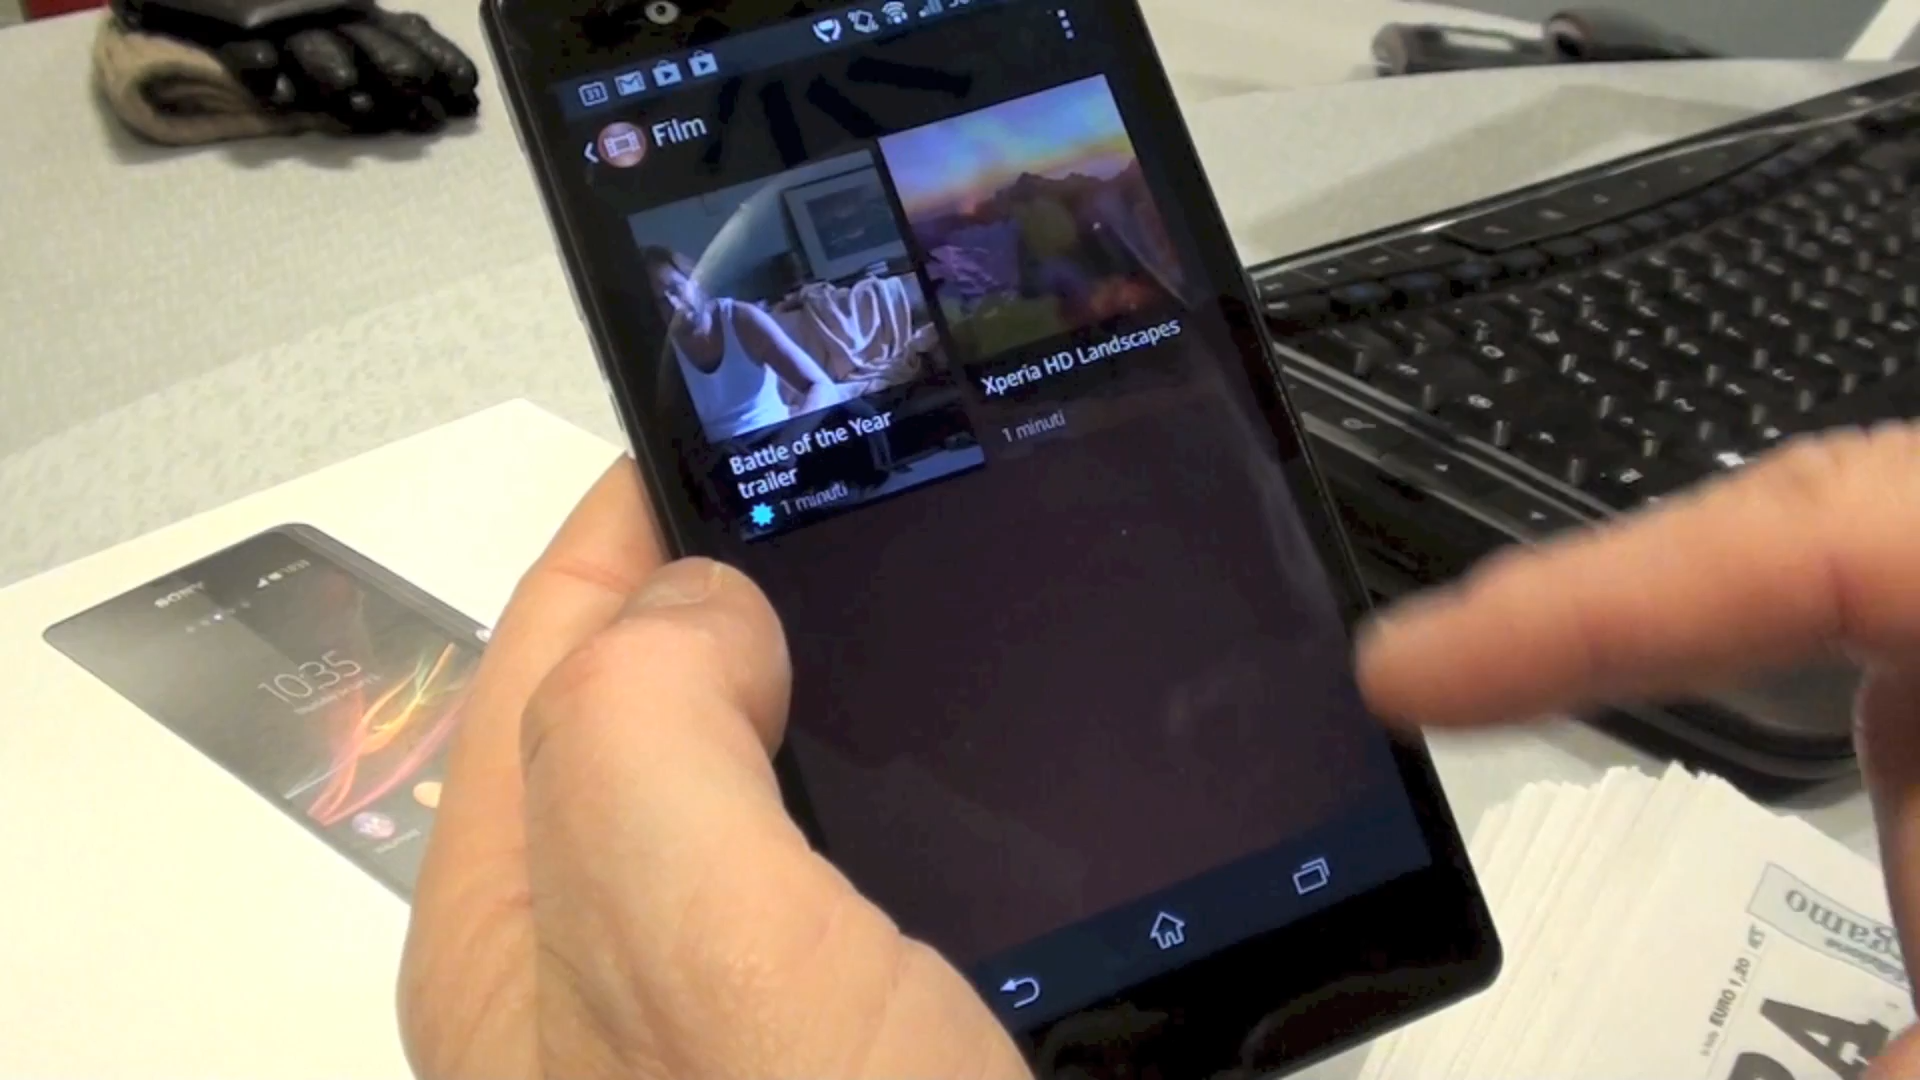 31
Film
Battle of the Year
trailer
1 minuti
Xperia HD Landscapes
1 minuti
SONY
10:35
EURO 1,20